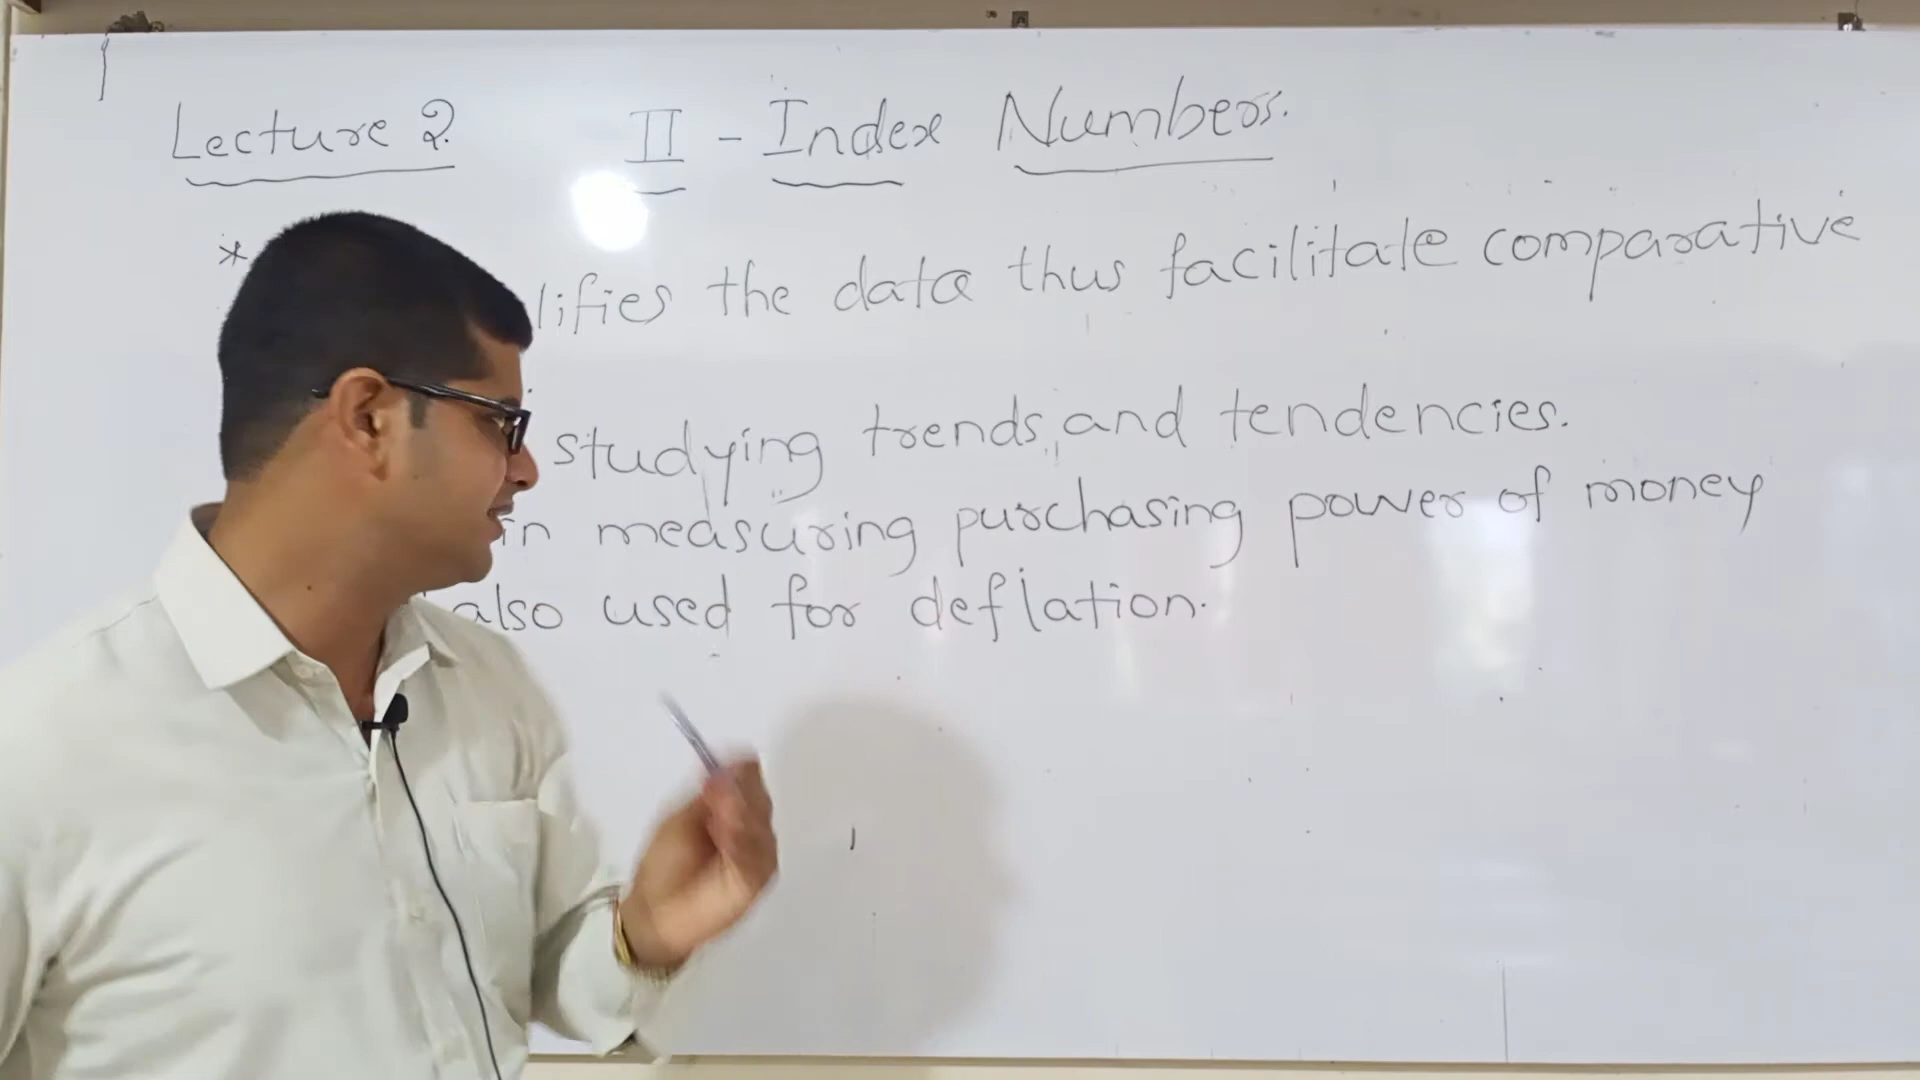 Lecture 2. II - Index Numbers.
* lifies the data thus facilitate comparative
studying trends, and tendencies.
in measuring purchasing power of money
also used for deflation.